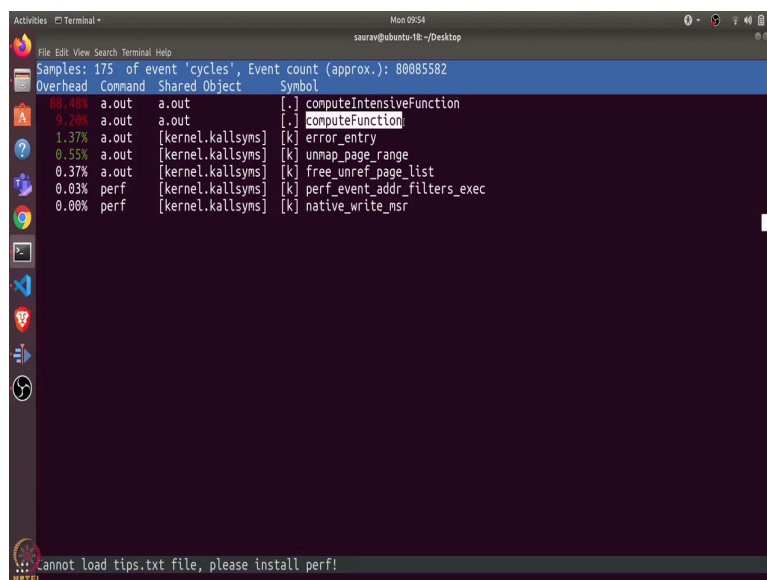 Activities Terminal Mon 09:54
saurav@ubuntu-18: ~/Desktop
File Edit View Search Terminal Help
Samples: 175 of event 'cycles', Event count (approx.): 80085582
Overhead Command Shared Object Symbol
88.48% a.out a.out [.] computeIntensiveFunction
9.20% a.out a.out [.] computeFunction
1.37% a.out [kernel.kallsyms] [k] error_entry
0.55% a.out [kernel.kallsyms] [k] unmap_page_range
0.37% a.out [kernel.kallsyms] [k] free_unref_page_list
0.03% perf [kernel.kallsyms] [k] perf_event_addr_filters_exec
0.00% perf [kernel.kallsyms] [k] native_write_msr
Cannot load tips.txt file, please install perf!
NPTEL